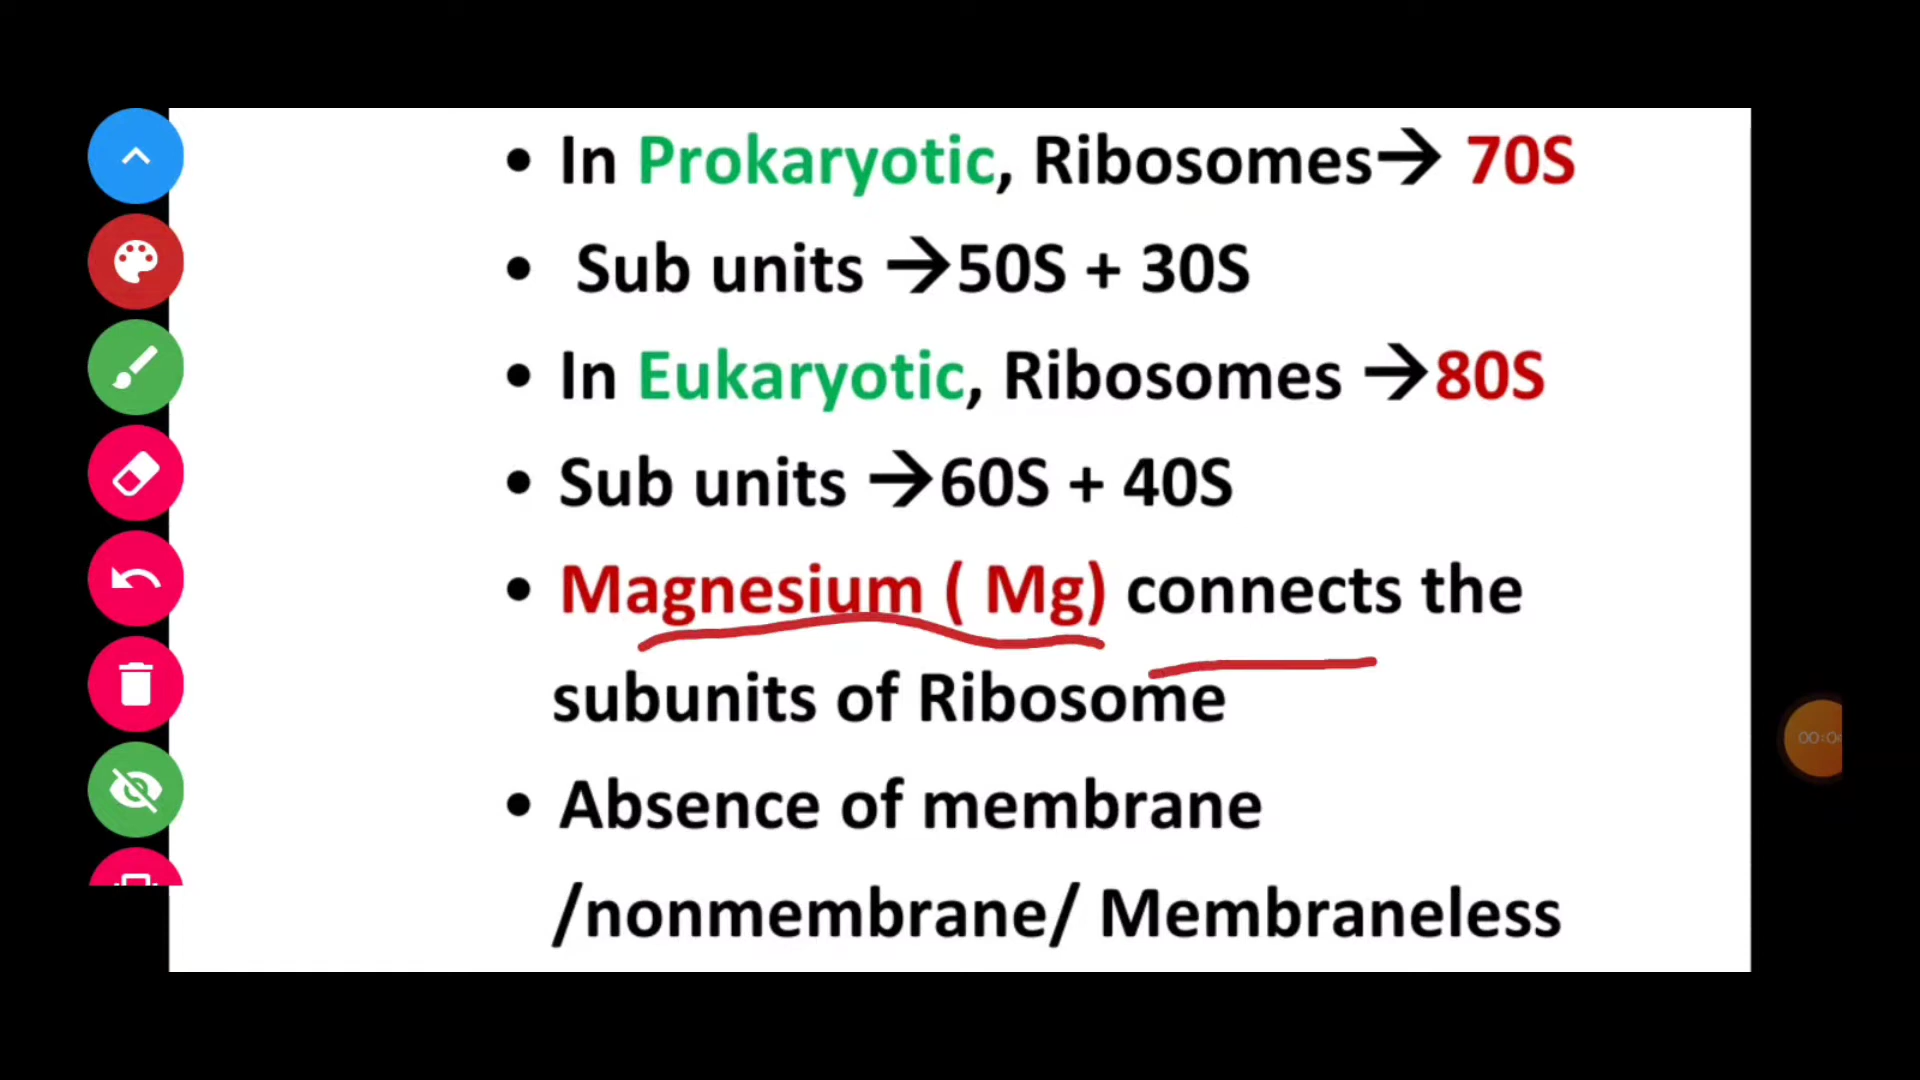 • In Prokaryotic, Ribosomes→ 70S
• Sub units →50S + 30S
• In Eukaryotic, Ribosomes →80S
• Sub units →60S + 40S
• Magnesium ( Mg) connects the
subunits of Ribosome
• Absence of membrane
/nonmembrane/ Membraneless